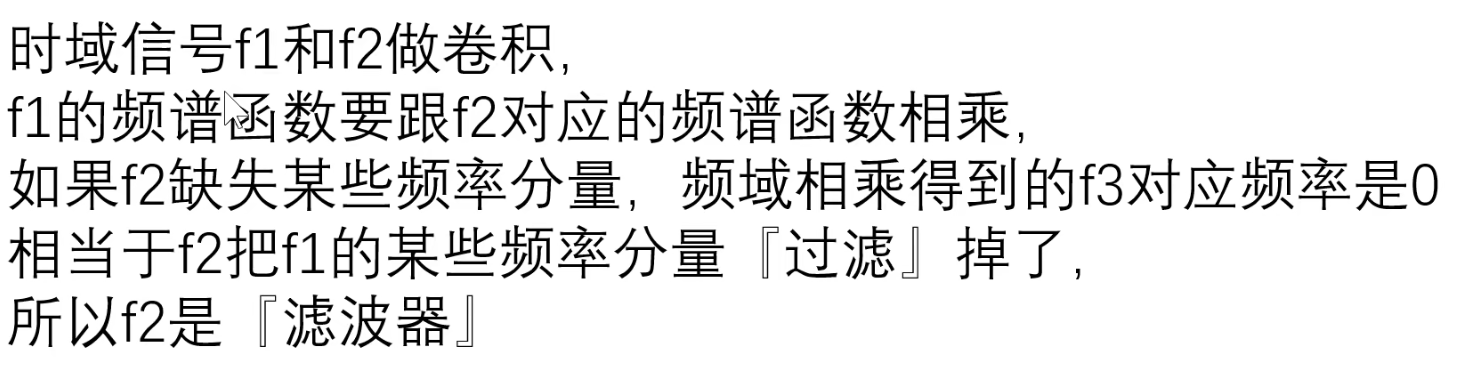 时域信号f1和f2做卷积,
f1的频谱函数要跟f2对应的频谱函数相乘,
如果f2缺失某些频率分量，频域相乘得到的f3对应频率是0
相当于f2把f1的某些频率分量『过滤』掉了,
所以f2是『滤波器』